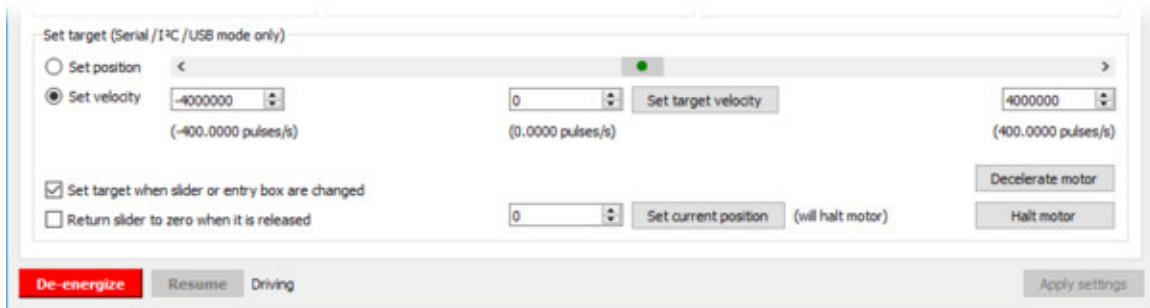 Set target (Serial /I²C /USB mode only)
Set position < >
Set velocity -4000000 0 Set target velocity 4000000
(-400.0000 pulses/s) (0.0000 pulses/s) (400.0000 pulses/s)
Decelerate motor
Set target when slider or entry box are changed
Return slider to zero when it is released 0 Set current position (will halt motor) Halt motor
De-energize Resume Driving Apply settings